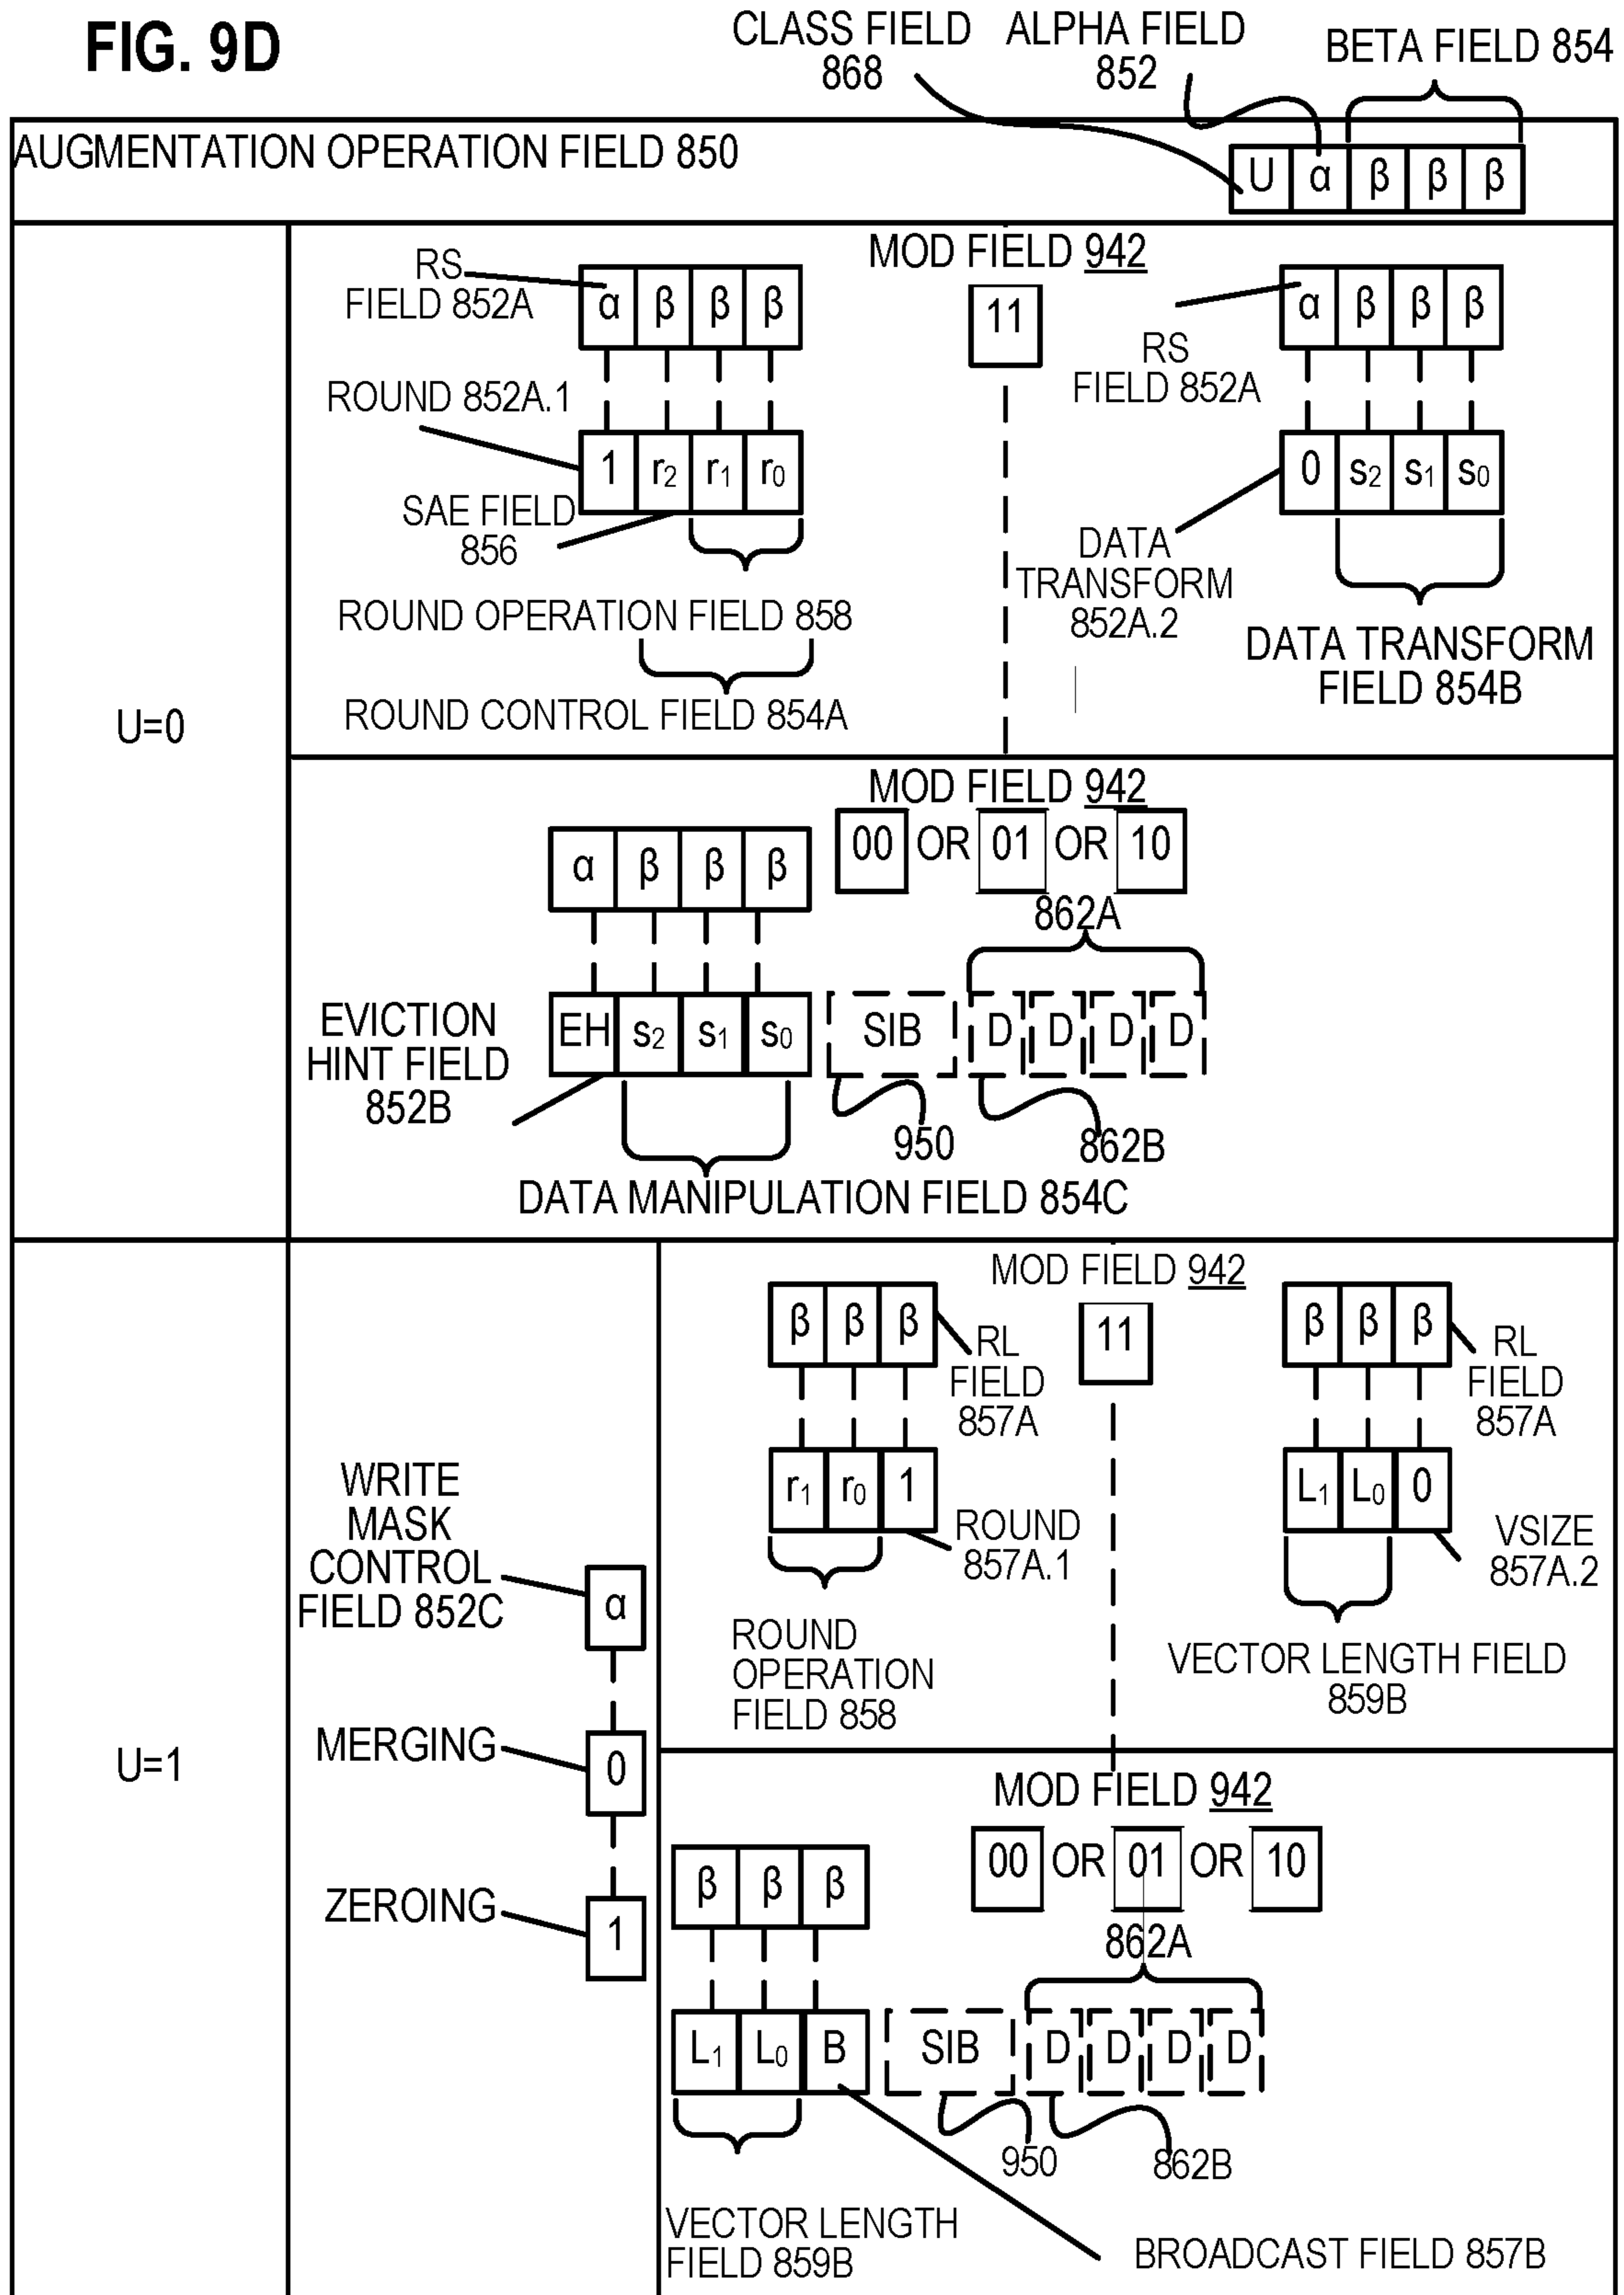 FIG. 9D
CLASS FIELD
868
ALPHA FIELD
852
BETA FIELD 854
AUGMENTATION OPERATION FIELD 850
U α β β β
U=0
MOD FIELD 942
11
RS
FIELD 852A
α β β β
ROUND 852A.1
1 r2 r1 r0
SAE FIELD
856
ROUND OPERATION FIELD 858
ROUND CONTROL FIELD 854A
α β β β
RS
FIELD 852A
0 s2 s1 s0
DATA
TRANSFORM
852A.2
DATA TRANSFORM
FIELD 854B
MOD FIELD 942
00 OR 01 OR 10
α β β β
862A
EVICTION
HINT FIELD
852B
EH s2 s1 s0 SIB D D D D
950
862B
DATA MANIPULATION FIELD 854C
U=1
WRITE
MASK
CONTROL
FIELD 852C
α
MERGING
0
ZEROING
1
MOD FIELD 942
11
β β β
RL
FIELD
857A
r1 r0 1
ROUND
857A.1
ROUND
OPERATION
FIELD 858
β β β
RL
FIELD
857A
L1 L0 0
VSIZE
857A.2
VECTOR LENGTH FIELD
859B
MOD FIELD 942
00 OR 01 OR 10
β β β
862A
L1 L0 B SIB D D D D
950
862B
VECTOR LENGTH
FIELD 859B
BROADCAST FIELD 857B